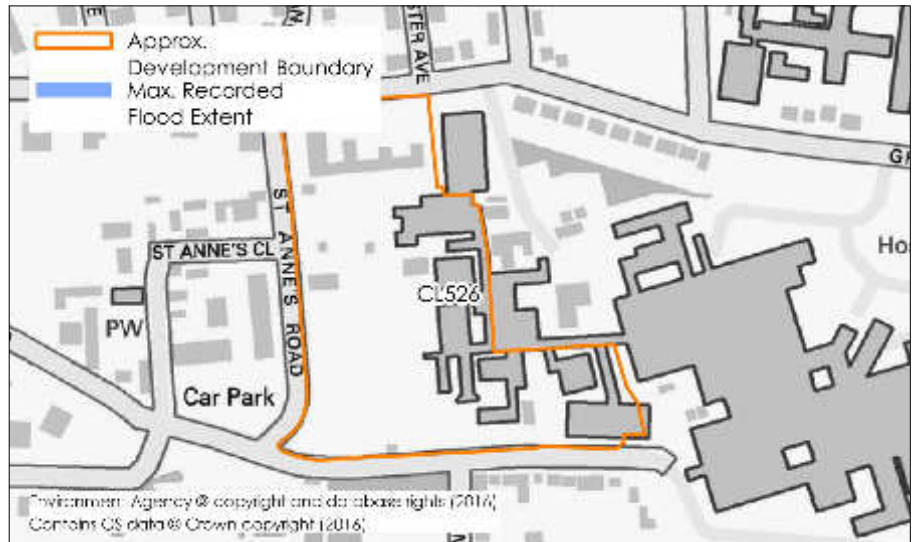 Approx.
Development Boundary
Max. Recorded
Flood Extent
STER AVE
ST ANNE'S ROAD
ST ANNE'S CL
CL526
PW
Car Park
Ho
Environment Agency © copyright and database rights (2016)
Contains OS data © Crown copyright (2016)